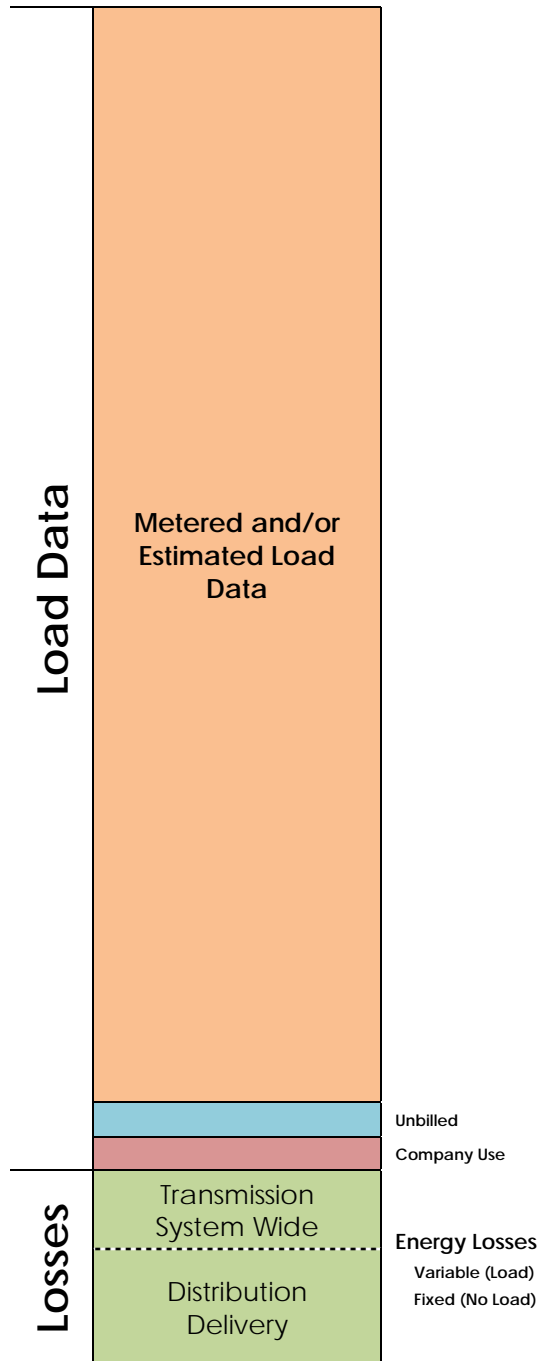 Load Data
Metered and/or
Estimated Load
Data
Unbilled
Company Use
Losses
Transmission
System Wide
Distribution
Delivery
Energy Losses
Variable (Load)
Fixed (No Load)